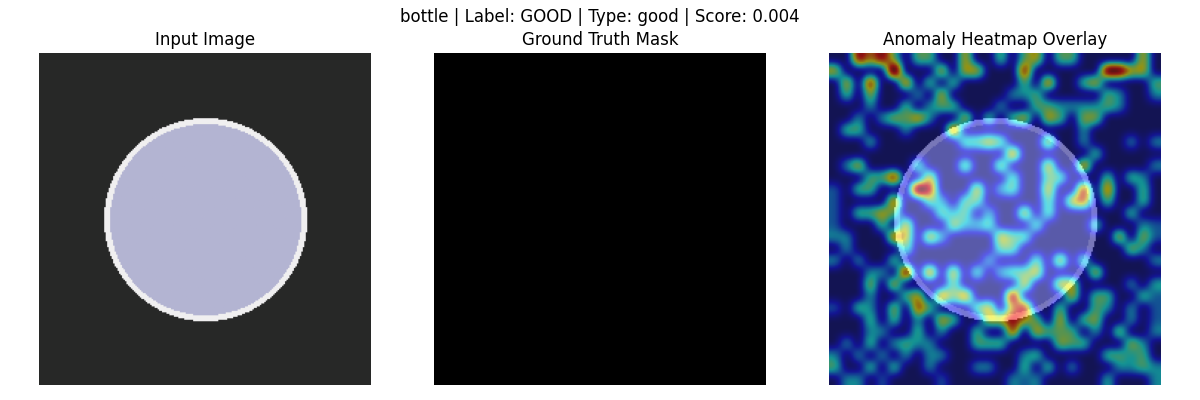 bottle | Label: GOOD | Type: good | Score: 0.004
Input Image
Ground Truth Mask
Anomaly Heatmap Overlay